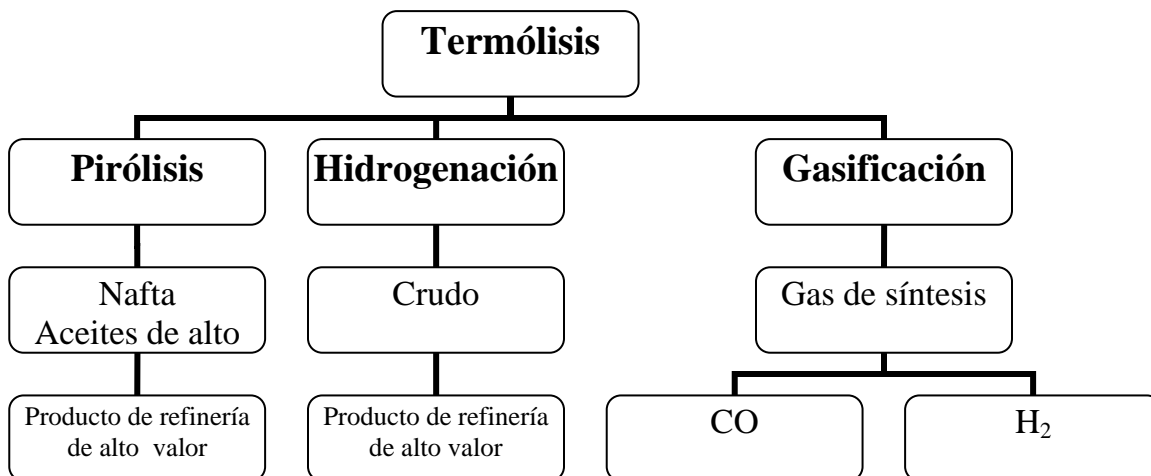 Termólisis
Pirólisis
Hidrogenación
Gasificación
Nafta
Aceites de alto
Crudo
Gas de síntesis
Producto de refinería
de alto valor
Producto de refinería
de alto valor
CO
H₂